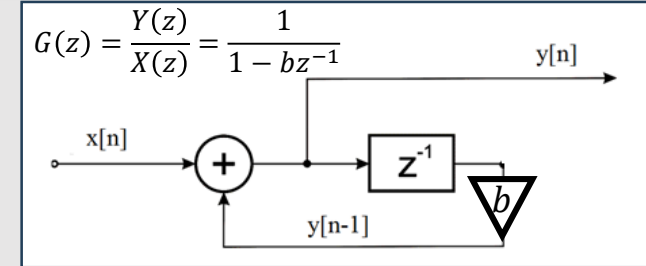 G(z) = Y(z)/X(z) = 1/(1 − bz⁻¹)
y[n]
x[n]
+
z⁻¹
b
y[n-1]